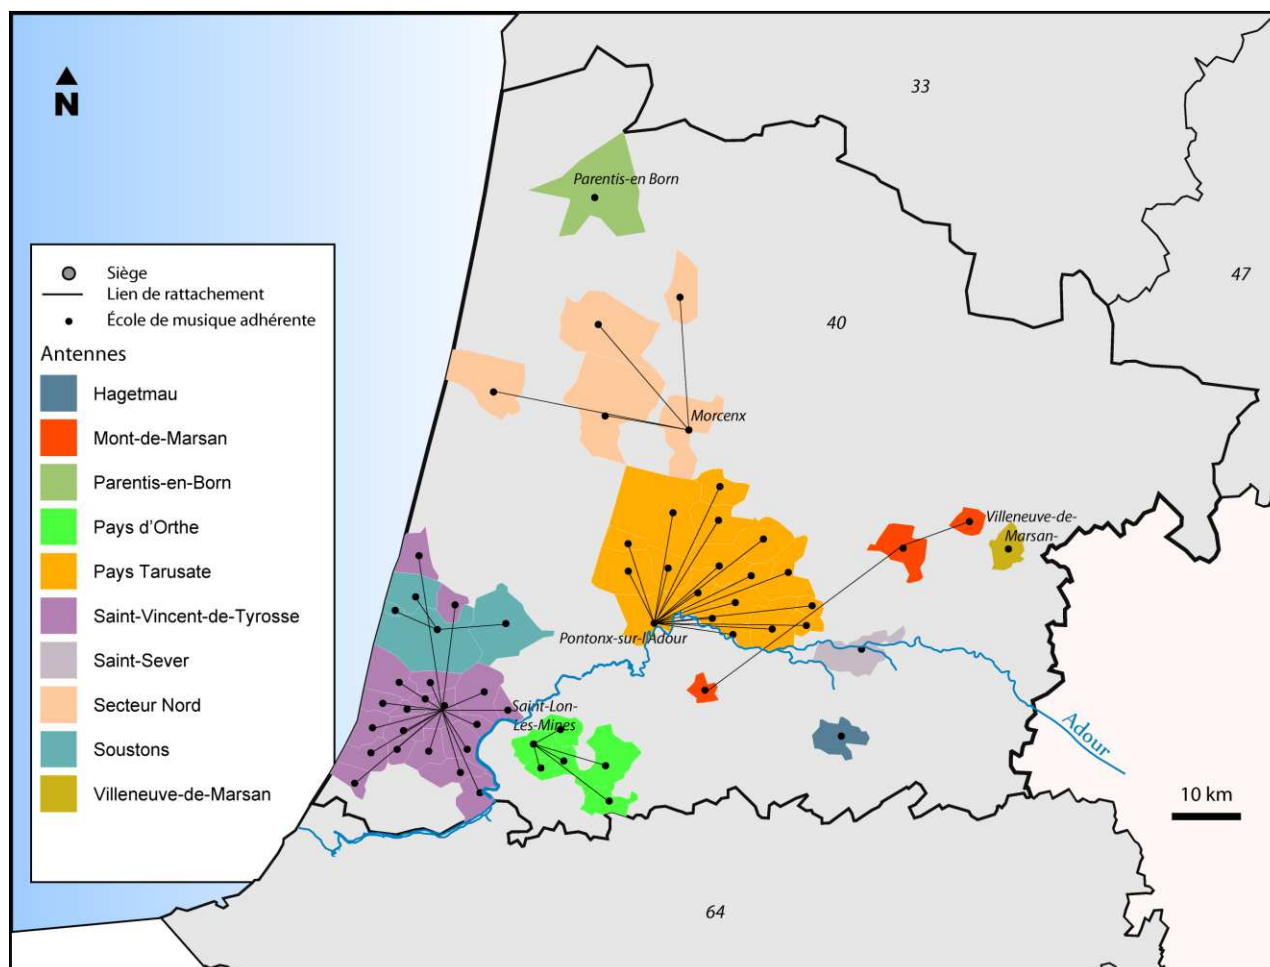 33
N
Parentis-en Born
47
Siège
Lien de rattachement
École de musique adhérente
40
Antennes
Hagetmau
Morcenx
Mont-de-Marsan
Parentis-en-Born
Pays d'Orthe
Villeneuve-de-
Marsan-
Pays Tarusate
Saint-Vincent-de-Tyrosse
Pontonx-sur-l'Adour
Saint-Sever
Secteur Nord
Saint-Lon-
Les-Mines
Adour
Soustons
Villeneuve-de-Marsan
10 km
64